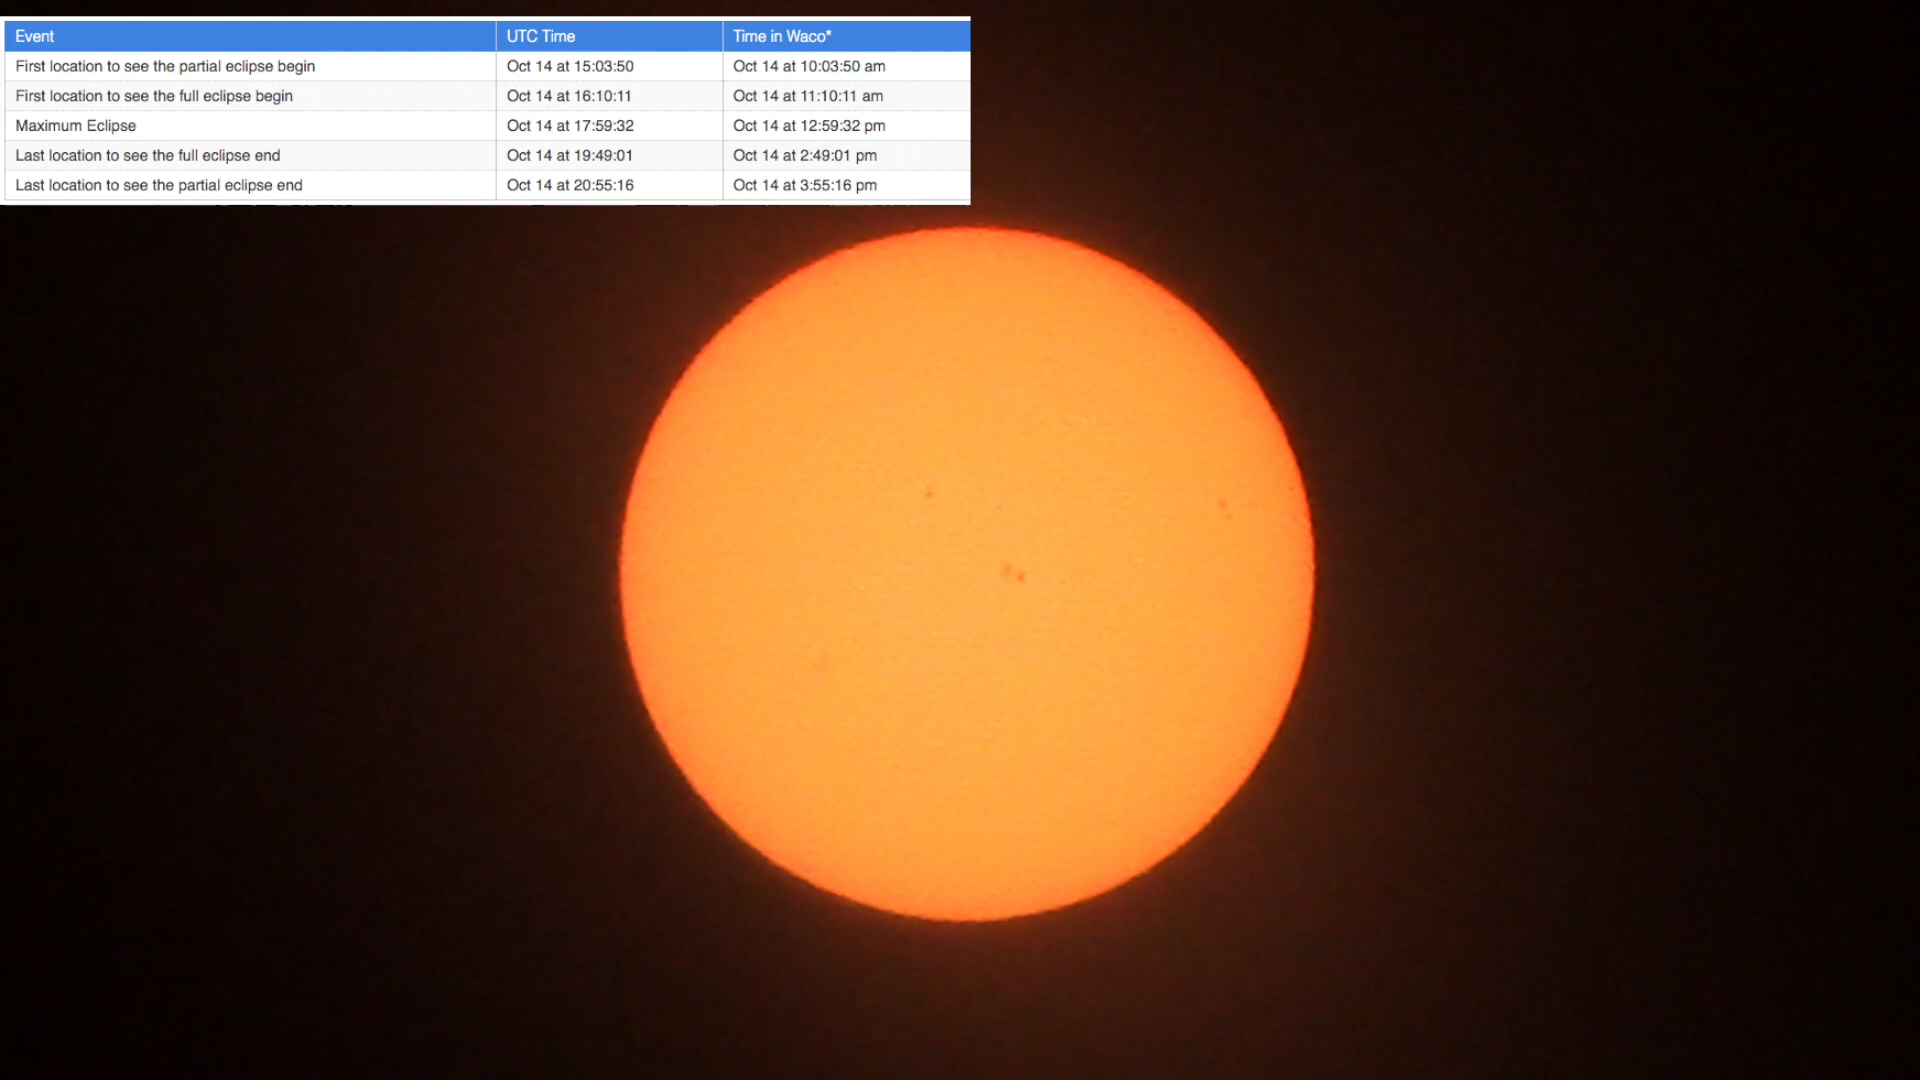 Event UTC Time Time in Waco*
First location to see the partial eclipse begin Oct 14 at 15:03:50 Oct 14 at 10:03:50 am
First location to see the full eclipse begin Oct 14 at 16:10:11 Oct 14 at 11:10:11 am
Maximum Eclipse Oct 14 at 17:59:32 Oct 14 at 12:59:32 pm
Last location to see the full eclipse end Oct 14 at 19:49:01 Oct 14 at 2:49:01 pm
Last location to see the partial eclipse end Oct 14 at 20:55:16 Oct 14 at 3:55:16 pm